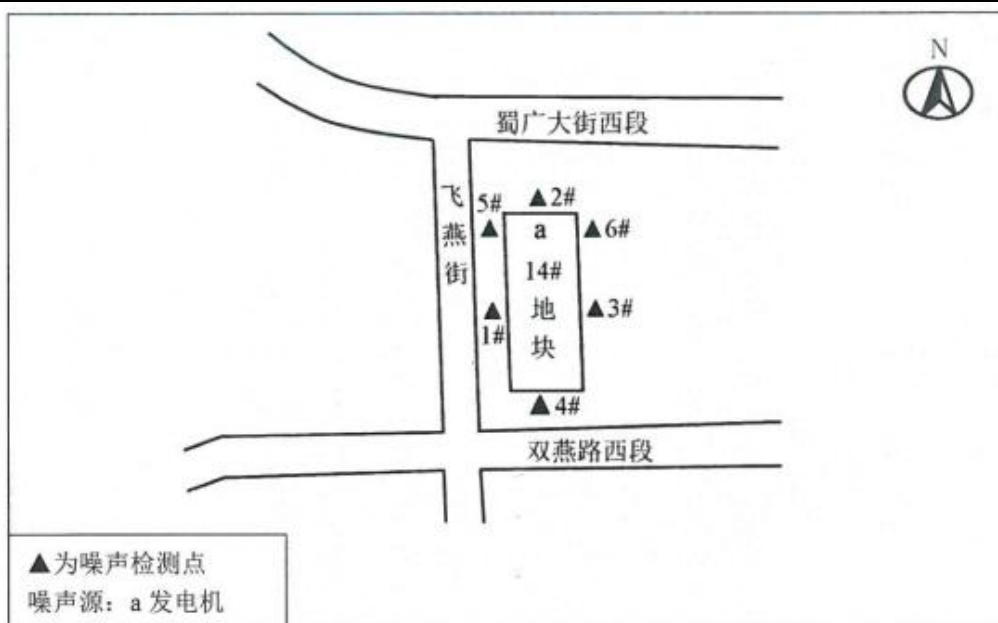 N
蜀广大街西段
飞燕街
5#
▲2#
a
▲6#
14#
地块
▲3#
1#
▲4#
双燕路西段
▲为噪声检测点
噪声源：a 发电机